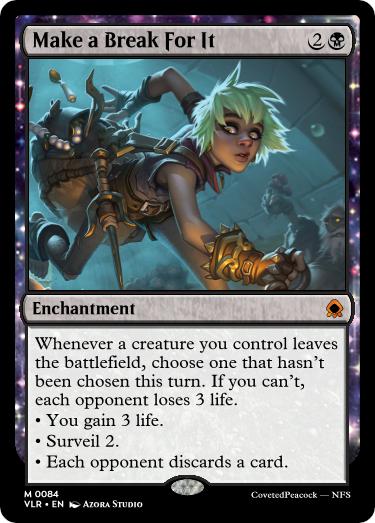 Make a Break For It
2
Enchantment
Whenever a creature you control leaves
the battlefield, choose one that hasn't
been chosen this turn. If you can't,
each opponent loses 3 life.
• You gain 3 life.
• Surveil 2.
• Each opponent discards a card.
M 0084
VLR • EN Azora Studio
CovetedPeacock — NFS